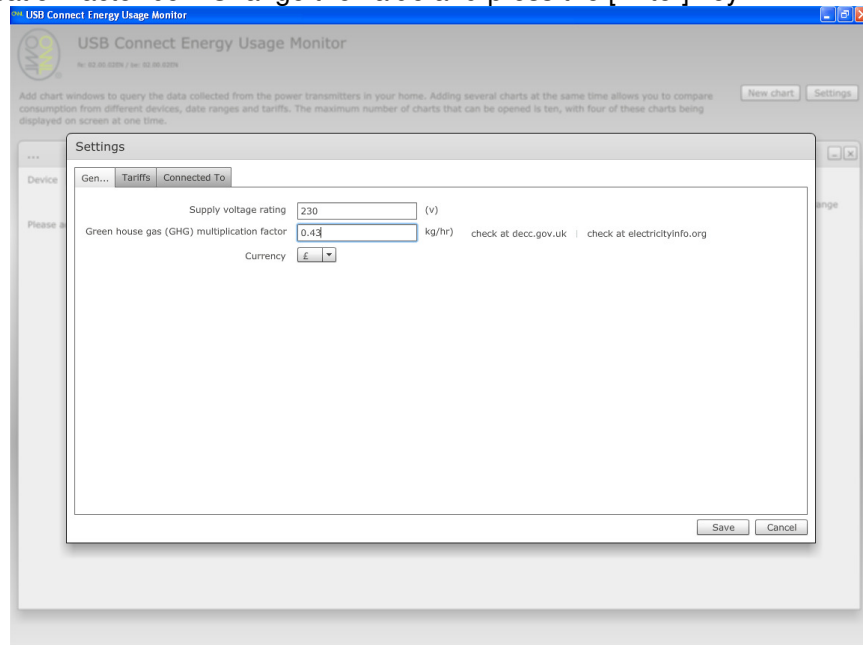 USB Connect Energy Usage Monitor
USB Connect Energy Usage Monitor
Add chart windows to query the data collected from the power transmitters in your home. Adding several charts at the same time allows you to compare
consumption from different devices, date ranges and tariffs. The maximum number of charts that can be opened is ten, with four of these charts being
displayed on screen at one time.
New chart Settings
...
Settings
Device
Gen... Tariffs Connected To
Supply voltage rating 230 (v)
Please
Green house gas (GHG) multiplication factor 0.43 kg/hr) check at decc.gov.uk | check at electricityinfo.org
Currency £
Save Cancel